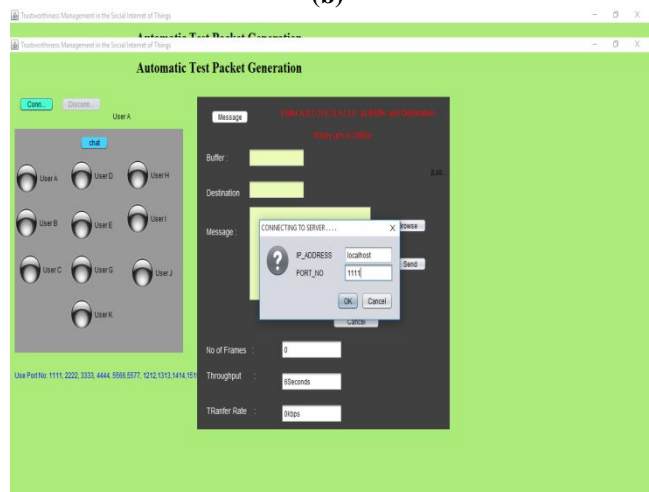 (b)
Trustworthiness Management in the Social Internet of Things
Automatic Test Packet Generation
Trustworthiness Management in the Social Internet of Things
Automatic Test Packet Generation
Conn... Disconn...
User A
chat
User A User D User H
User B User E User I
User C User G User J
User K
Use Port No: 1111, 2222, 3333, 4444, 5566,5577, 1212,1313,1414,151
Message
Buffer :
Destination
Message :
Browse
Send
CONNECTING TO SERVER . . . . X
IP_ADDRESS localhost
PORT_NO 1111
OK Cancel
Cancel
No of Frames : 0
Throughput : 6Seconds
TRanfer Rate : 0kbps